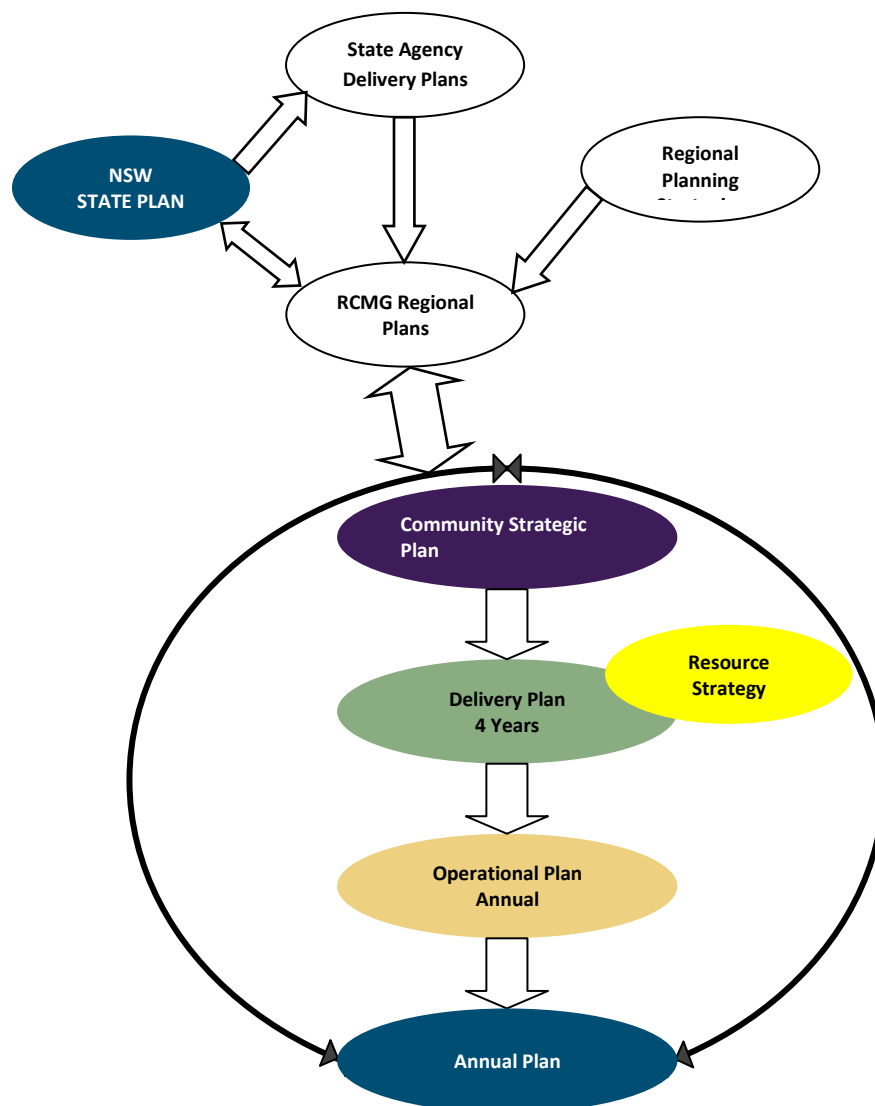 State Agency
Delivery Plans
NSW
STATE PLAN
Regional
Planning
RCMG Regional
Plans
Community Strategic
Plan
Resource
Strategy
Delivery Plan
4 Years
Operational Plan
Annual
Annual Plan